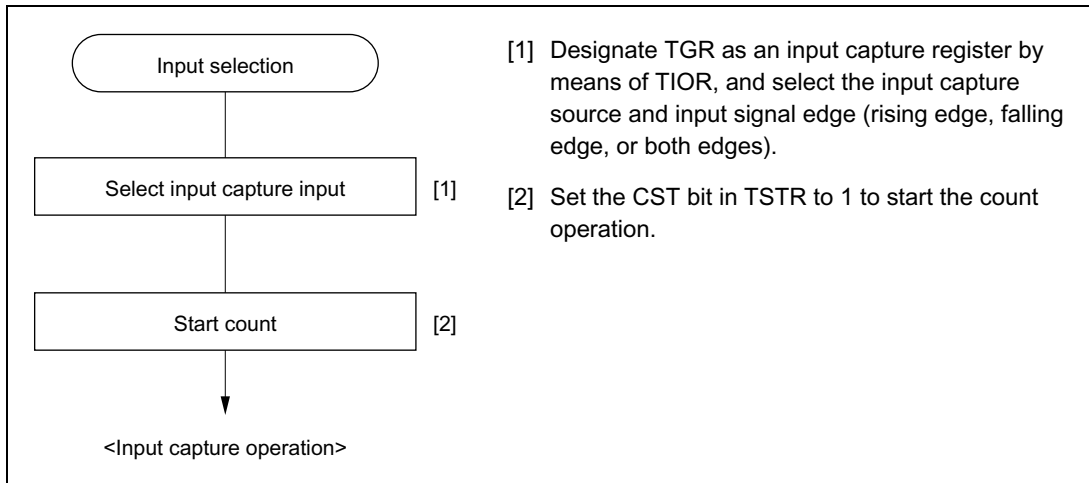 Input selection
Select input capture input
[1]
Start count
[2]
<Input capture operation>
[1] Designate TGR as an input capture register by
means of TIOR, and select the input capture
source and input signal edge (rising edge, falling
edge, or both edges).
[2] Set the CST bit in TSTR to 1 to start the count
operation.